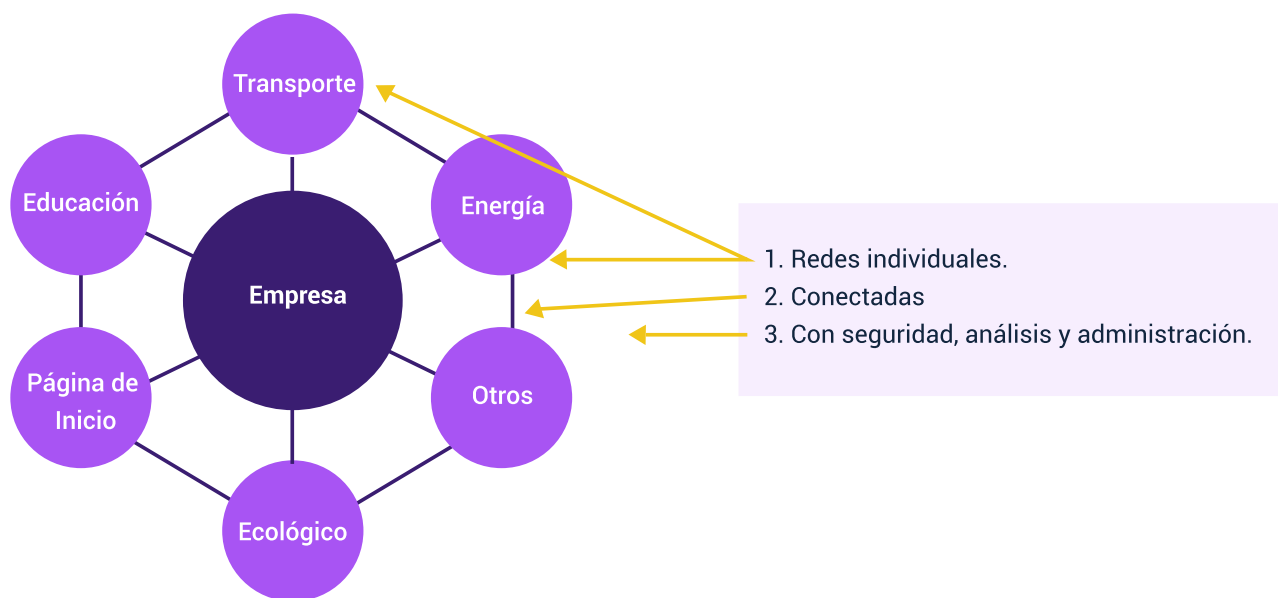 Transporte
Educación
Energía
Empresa
Página de
Inicio
Otros
Ecológico
1. Redes individuales.
2. Conectadas
3. Con seguridad, análisis y administración.